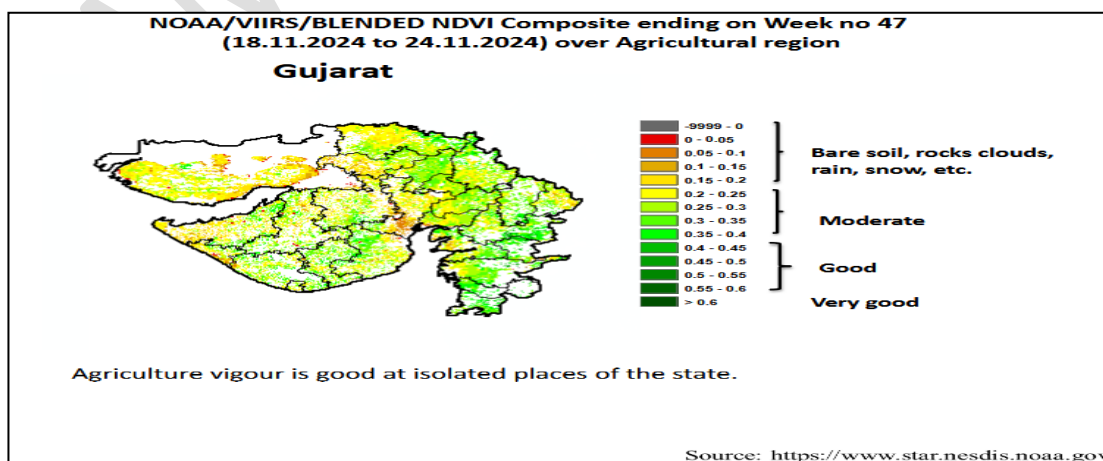 NOAA/VIIRS/BLENDED NDVI Composite ending on Week no 47
(18.11.2024 to 24.11.2024) over Agricultural region
Gujarat
-9999 - 0
0 - 0.05
0.05 - 0.1
0.1 - 0.15
0.15 - 0.2
0.2 - 0.25
0.25 - 0.3
0.3 - 0.35
0.35 - 0.4
0.4 - 0.45
0.45 - 0.5
0.5 - 0.55
0.55 - 0.6
> 0.6
Bare soil, rocks clouds,
rain, snow, etc.
Moderate
Good
Very good
Agriculture vigour is good at isolated places of the state.
Source: https://www.star.nesdis.noaa.gov